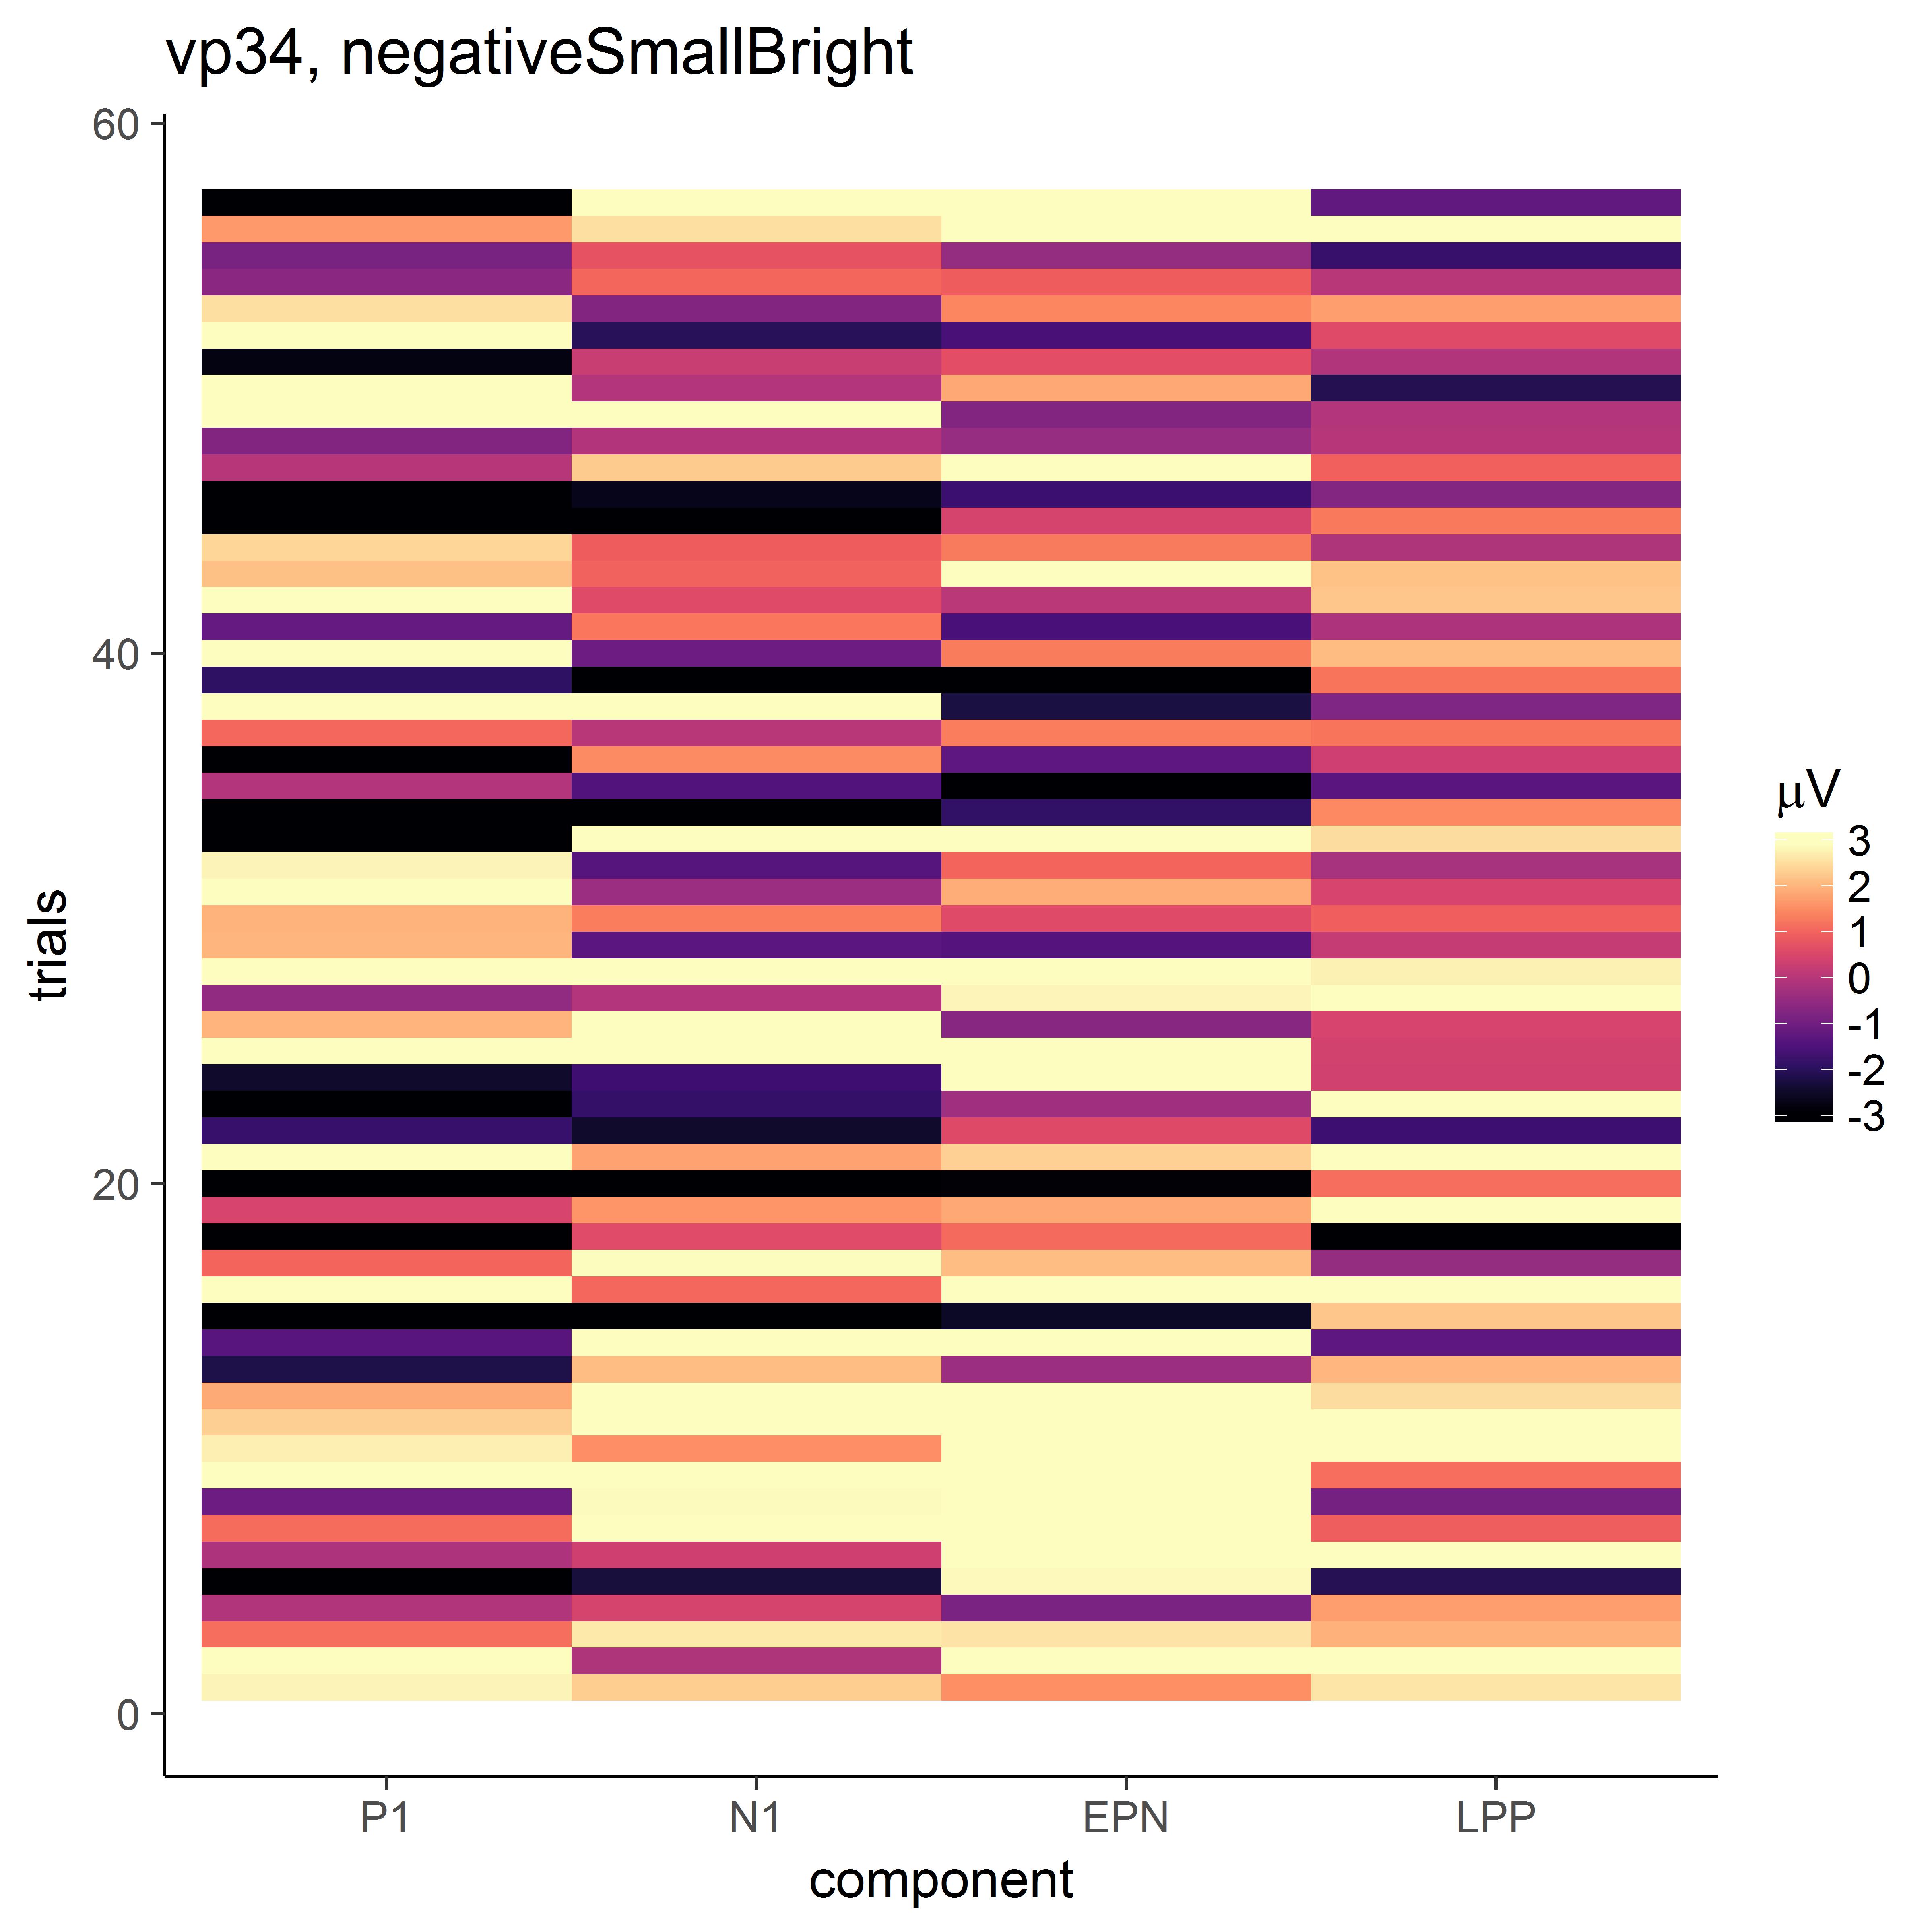 vp34, negativeSmallBright
60
40
20
0
trials
P1
N1
EPN
LPP
component
μV
3
2
1
0
-1
-2
-3